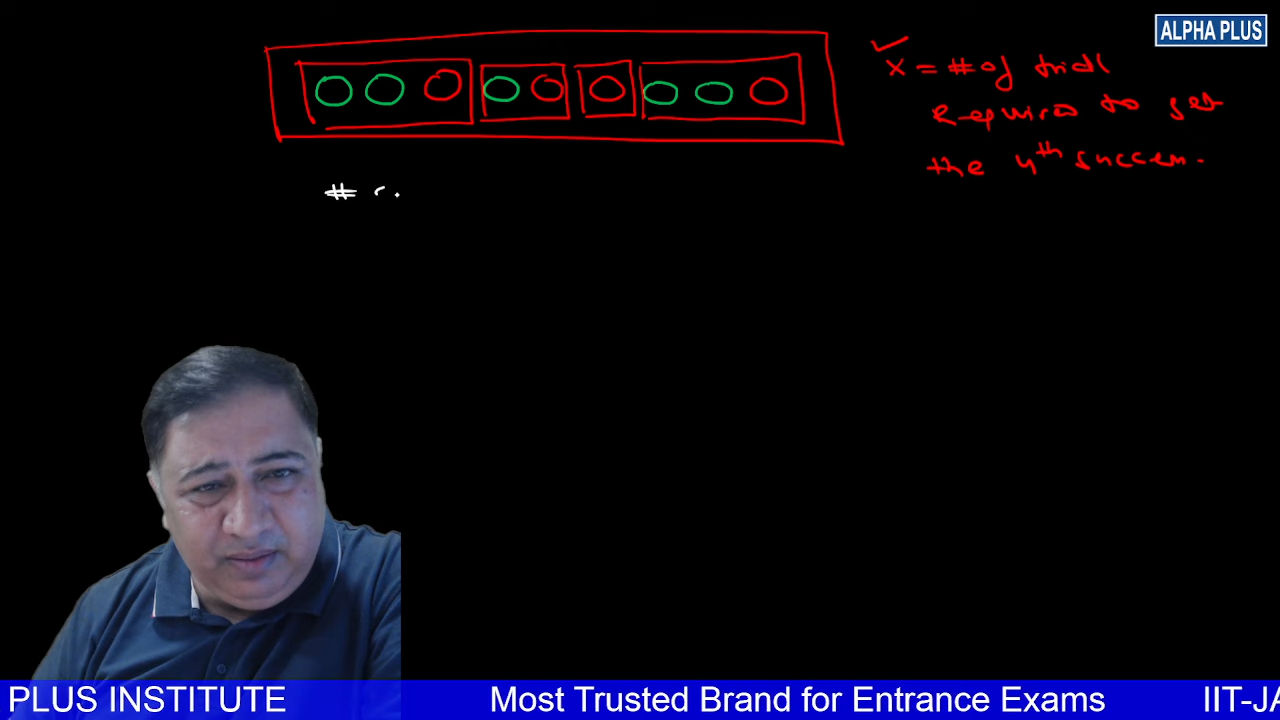 ALPHA PLUS
X = # of trial
required to get
the 4th success.
#
PLUS INSTITUTE Most Trusted Brand for Entrance Exams IIT-JA